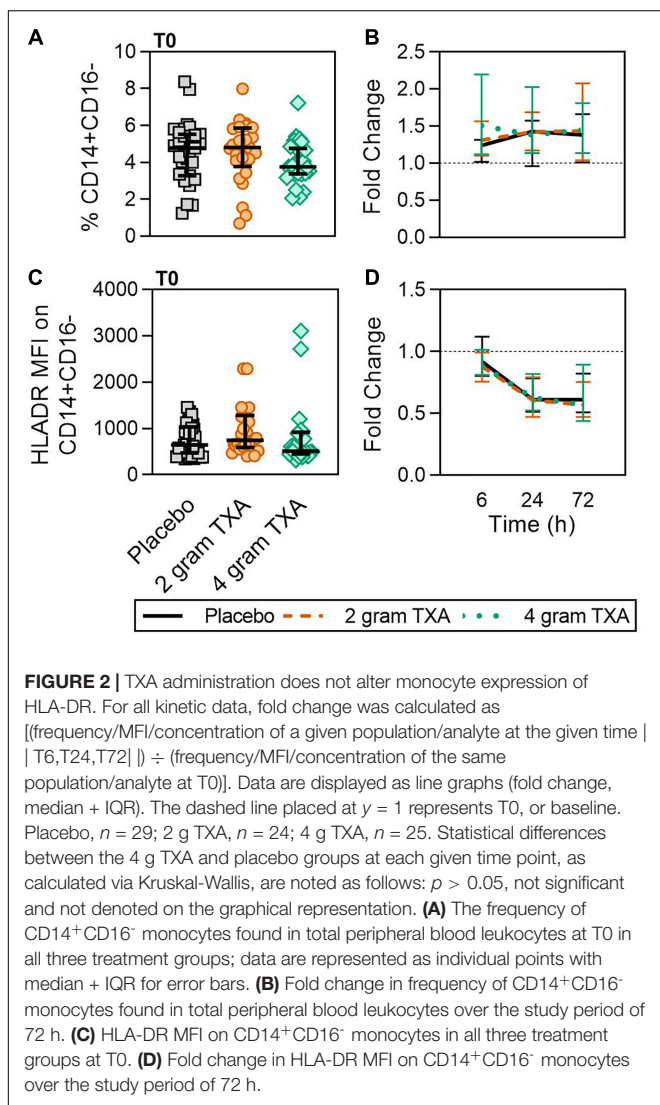 A T0
% CD14+CD16-
10
8
6
4
2
0
B
Fold Change
2.5
2.0
1.5
1.0
0.5
0.0
C T0
HLADR MFI on
CD14+CD16-
4000
3000
2000
1000
0
Placebo
2 gram TXA
4 gram TXA
D
Fold Change
1.5
1.0
0.5
0.0
6 24 72
Time (h)
Placebo 2 gram TXA 4 gram TXA
FIGURE 2 | TXA administration does not alter monocyte expression of
HLA-DR. For all kinetic data, fold change was calculated as
[(frequency/MFI/concentration of a given population/analyte at the given time |
| T6,T24,T72| |) ÷ (frequency/MFI/concentration of the same
population/analyte at T0)]. Data are displayed as line graphs (fold change,
median + IQR). The dashed line placed at y = 1 represents T0, or baseline.
Placebo, n = 29; 2 g TXA, n = 24; 4 g TXA, n = 25. Statistical differences
between the 4 g TXA and placebo groups at each given time point, as
calculated via Kruskal-Wallis, are noted as follows: p > 0.05, not significant
and not denoted on the graphical representation. (A) The frequency of
CD14⁺CD16⁻ monocytes found in total peripheral blood leukocytes at T0 in
all three treatment groups; data are represented as individual points with
median + IQR for error bars. (B) Fold change in frequency of CD14⁺CD16⁻
monocytes found in total peripheral blood leukocytes over the study period of
72 h. (C) HLA-DR MFI on CD14⁺CD16⁻ monocytes in all three treatment
groups at T0. (D) Fold change in HLA-DR MFI on CD14⁺CD16⁻ monocytes
over the study period of 72 h.